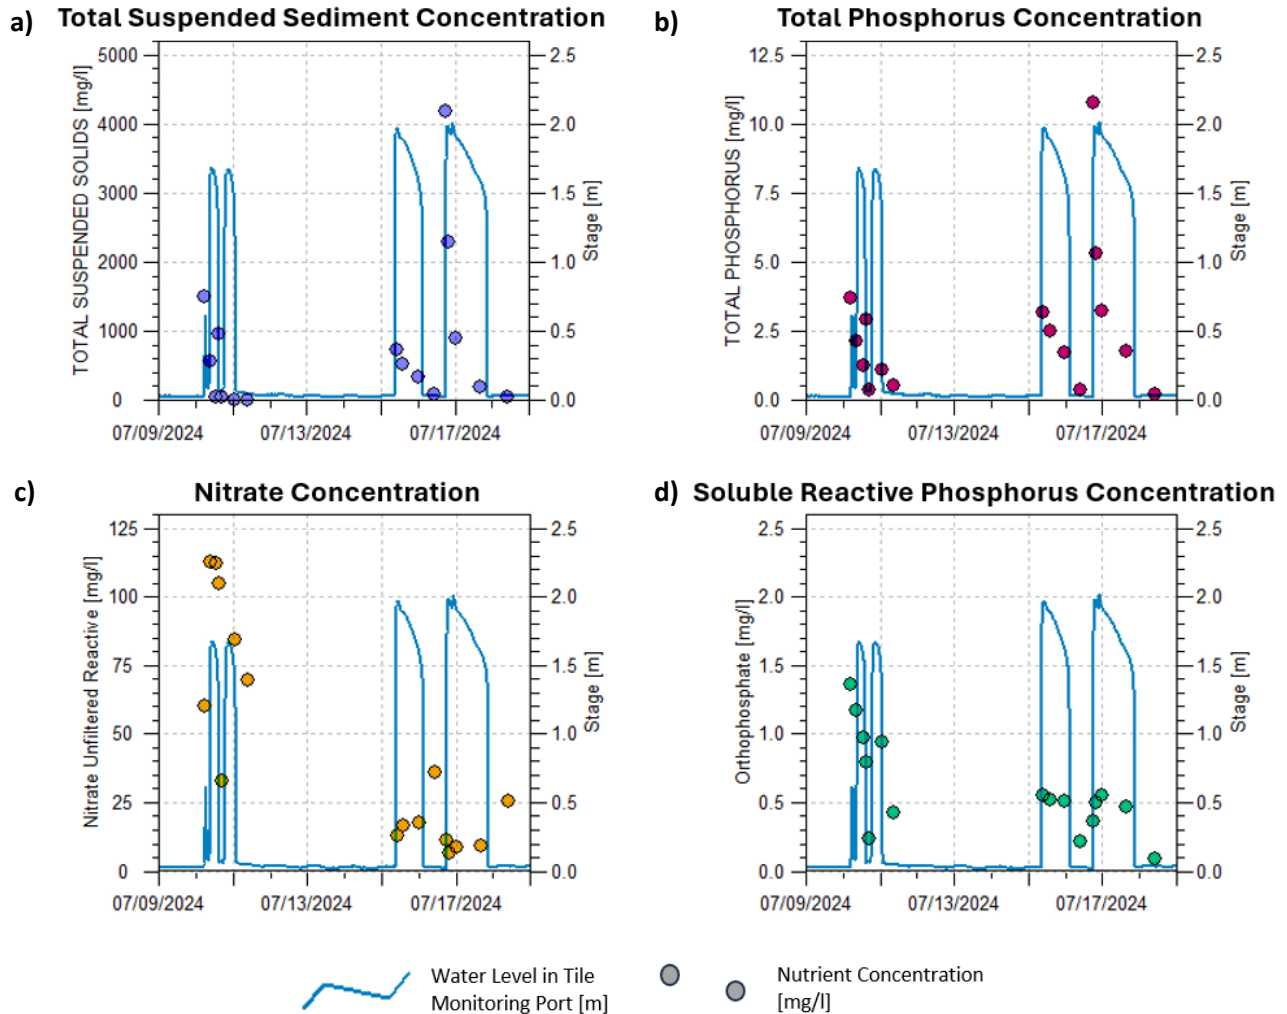 a) Total Suspended Sediment Concentration
TOTAL SUSPENDED SOLIDS [mg/l]
5000
4000
3000
2000
1000
0
2.5
2.0
1.5
1.0
0.5
0.0
Stage [m]
07/09/2024 07/13/2024 07/17/2024
b) Total Phosphorus Concentration
TOTAL PHOSPHORUS [mg/l]
12.5
10.0
7.5
5.0
2.5
0.0
2.5
2.0
1.5
1.0
0.5
0.0
Stage [m]
07/09/2024 07/13/2024 07/17/2024
c) Nitrate Concentration
Nitrate Unfiltered Reactive [mg/l]
125
100
75
50
25
0
2.5
2.0
1.5
1.0
0.5
0.0
Stage [m]
07/09/2024 07/13/2024 07/17/2024
d) Soluble Reactive Phosphorus Concentration
Orthophosphate [mg/l]
2.5
2.0
1.5
1.0
0.5
0.0
2.5
2.0
1.5
1.0
0.5
0.0
Stage [m]
07/09/2024 07/13/2024 07/17/2024
Water Level in Tile
Monitoring Port [m]
Nutrient Concentration
[mg/l]